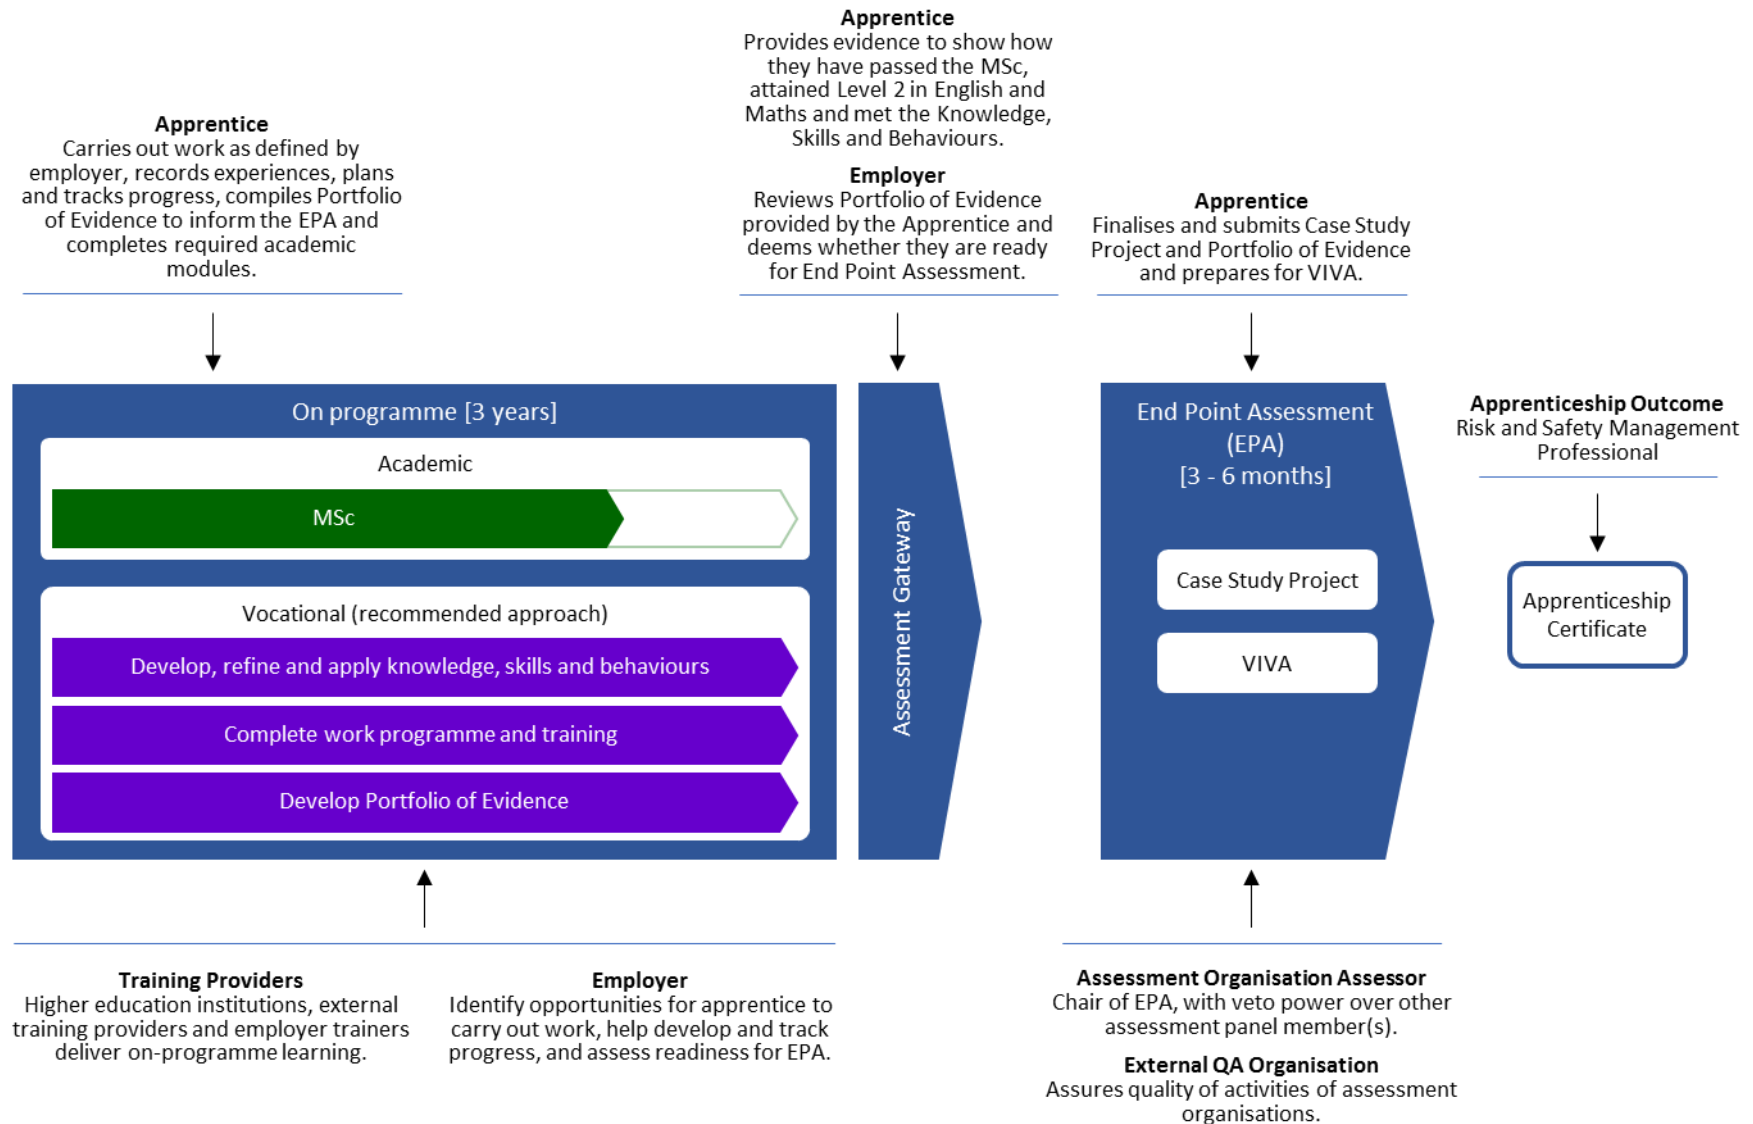 Apprentice
Provides evidence to show how
they have passed the MSc,
attained Level 2 in English and
Maths and met the Knowledge,
Skills and Behaviours.
Employer
Reviews Portfolio of Evidence
provided by the Apprentice and
deems whether they are ready
for End Point Assessment.
Apprentice
Carries out work as defined by
employer, records experiences, plans
and tracks progress, compiles Portfolio
of Evidence to inform the EPA and
completes required academic
modules.
Apprentice
Finalises and submits Case Study
Project and Portfolio of Evidence
and prepares for VIVA.
On programme [3 years]
Academic
MSc
Vocational (recommended approach)
Develop, refine and apply knowledge, skills and behaviours
Complete work programme and training
Develop Portfolio of Evidence
Assessment Gateway
End Point Assessment
(EPA)
[3 - 6 months]
Case Study Project
VIVA
Apprenticeship Outcome
Risk and Safety Management
Professional
Apprenticeship
Certificate
Training Providers
Higher education institutions, external
training providers and employer trainers
deliver on-programme learning.
Employer
Identify opportunities for apprentice to
carry out work, help develop and track
progress, and assess readiness for EPA.
Assessment Organisation Assessor
Chair of EPA, with veto power over other
assessment panel member(s).
External QA Organisation
Assures quality of activities of assessment
organisations.